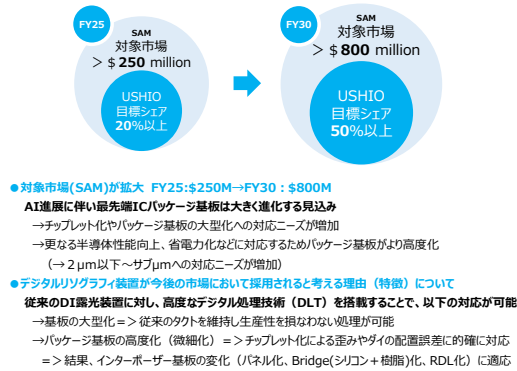 FY25
SAM
対象市場
＞$ 250 million
USHIO
目標シェア
20%以上
FY30
SAM
対象市場
＞$ 800 million
USHIO
目標シェア
50%以上
●対象市場(SAM)が拡大 FY25:$250M→FY30：$800M
AI進展に伴い最先端ICパッケージ基板は大きく進化する見込み
→チップレット化やパッケージ基板の大型化への対応ニーズが増加
→更なる半導体性能向上、省電力化などに対応するためパッケージ基板がより高度化
（→２μm以下～サブμmへの対応ニーズが増加）
●デジタルリソグラフィ装置が今後の市場において採用されると考える理由（特徴）について
従来のDI露光装置に対し、高度なデジタル処理技術（DLT）を搭載することで、以下の対応が可能
→基板の大型化＝＞従来のタクトを維持し生産性を損なわない処理が可能
→パッケージ基板の高度化（微細化）＝＞チップレット化による歪みやダイの配置誤差に的確に対応
＝＞結果、インターポーザー基板の変化（パネル化、Bridge(シリコン＋樹脂)化、RDL化）に適応